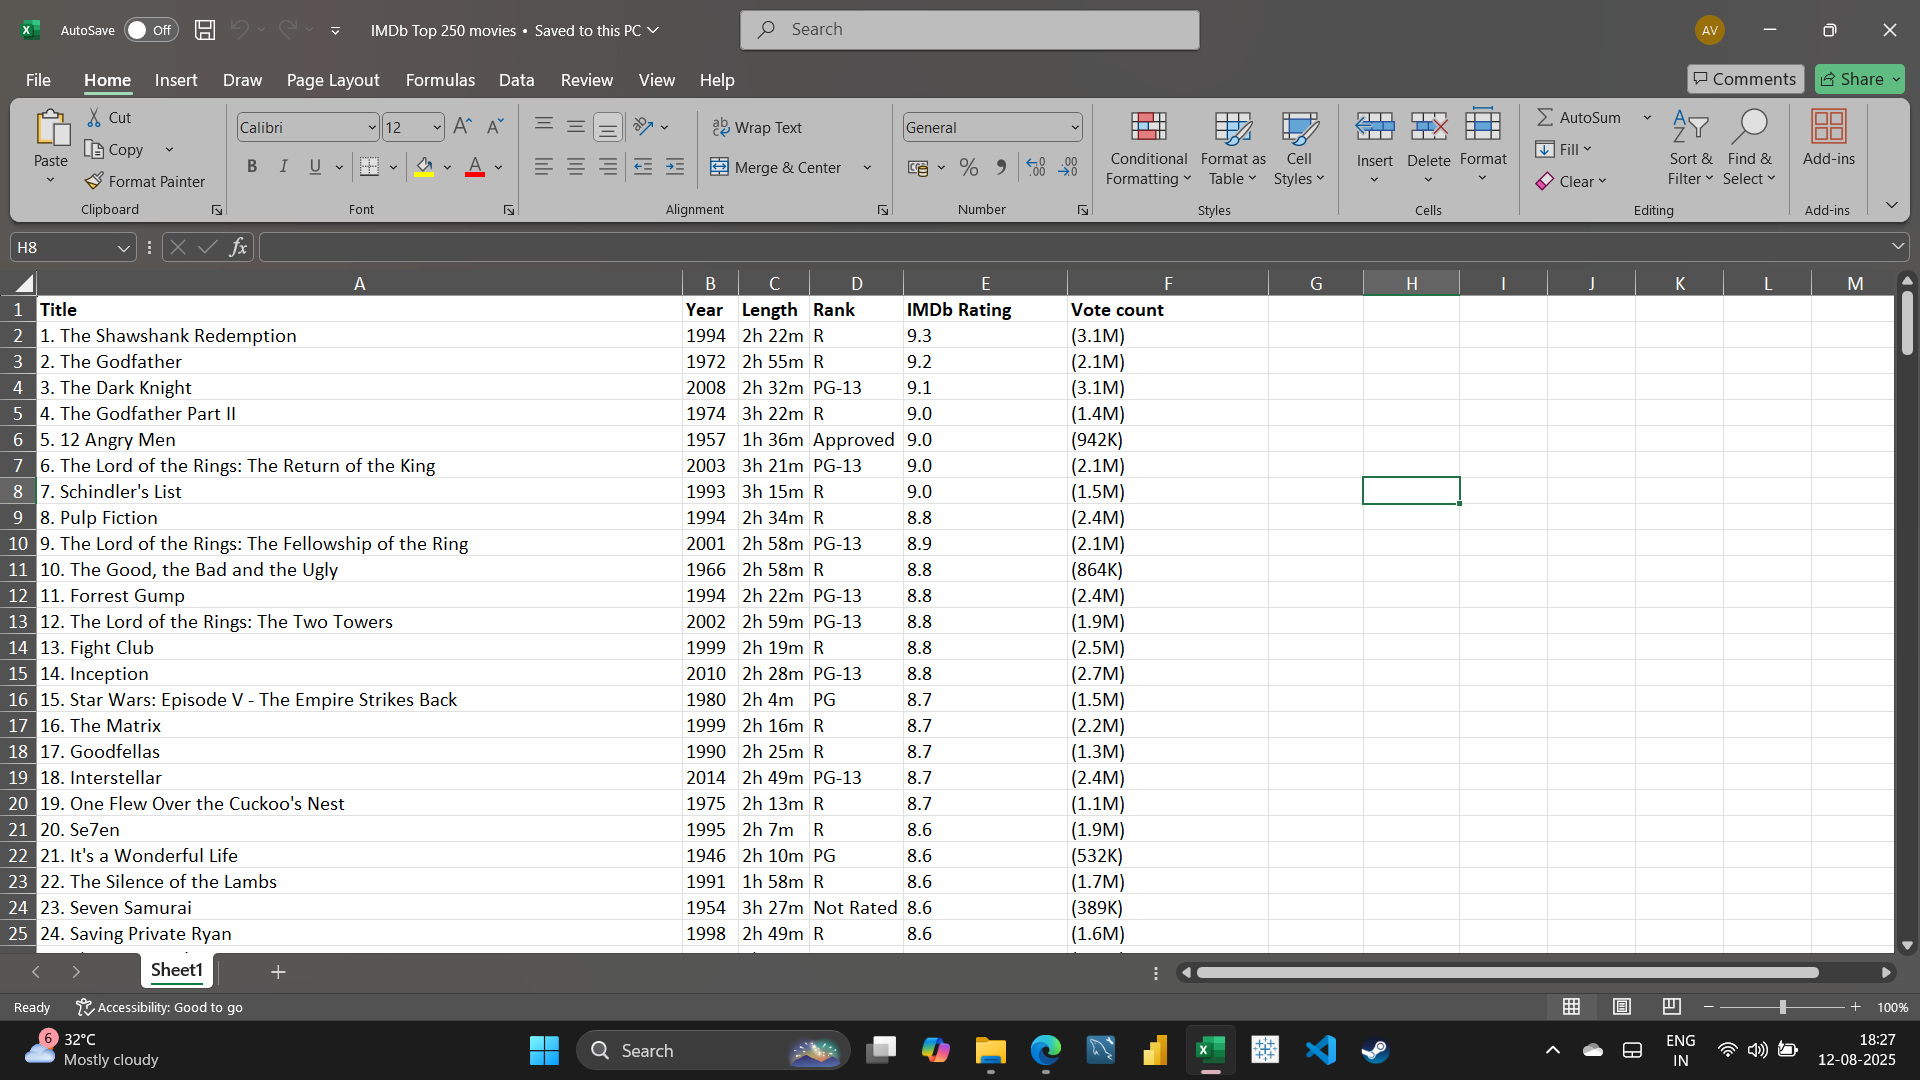 AutoSave Off IMDb Top 250 movies • Saved to this PC Search AV
File Home Insert Draw Page Layout Formulas Data Review View Help Comments Share
Paste Cut Copy Format Painter Clipboard
Calibri 12 B I U A Font
Wrap Text Merge & Center Alignment
General % Number
Conditional Formatting Format as Table Cell Styles Styles
Insert Delete Format Cells
AutoSum Fill Clear Sort & Filter Find & Select Editing
Add-ins Add-ins
H8 fx
A B C D E F G H I J K L M
1 Title Year Length Rank IMDb Rating Vote count
2 1. The Shawshank Redemption 1994 2h 22m R 9.3 (3.1M)
3 2. The Godfather 1972 2h 55m R 9.2 (2.1M)
4 3. The Dark Knight 2008 2h 32m PG-13 9.1 (3.1M)
5 4. The Godfather Part II 1974 3h 22m R 9.0 (1.4M)
6 5. 12 Angry Men 1957 1h 36m Approved 9.0 (942K)
7 6. The Lord of the Rings: The Return of the King 2003 3h 21m PG-13 9.0 (2.1M)
8 7. Schindler's List 1993 3h 15m R 9.0 (1.5M)
9 8. Pulp Fiction 1994 2h 34m R 8.8 (2.4M)
10 9. The Lord of the Rings: The Fellowship of the Ring 2001 2h 58m PG-13 8.9 (2.1M)
11 10. The Good, the Bad and the Ugly 1966 2h 58m R 8.8 (864K)
12 11. Forrest Gump 1994 2h 22m PG-13 8.8 (2.4M)
13 12. The Lord of the Rings: The Two Towers 2002 2h 59m PG-13 8.8 (1.9M)
14 13. Fight Club 1999 2h 19m R 8.8 (2.5M)
15 14. Inception 2010 2h 28m PG-13 8.8 (2.7M)
16 15. Star Wars: Episode V - The Empire Strikes Back 1980 2h 4m PG 8.7 (1.5M)
17 16. The Matrix 1999 2h 16m R 8.7 (2.2M)
18 17. Goodfellas 1990 2h 25m R 8.7 (1.3M)
19 18. Interstellar 2014 2h 49m PG-13 8.7 (2.4M)
20 19. One Flew Over the Cuckoo's Nest 1975 2h 13m R 8.7 (1.1M)
21 20. Se7en 1995 2h 7m R 8.6 (1.9M)
22 21. It's a Wonderful Life 1946 2h 10m PG 8.6 (532K)
23 22. The Silence of the Lambs 1991 1h 58m R 8.6 (1.7M)
24 23. Seven Samurai 1954 3h 27m Not Rated 8.6 (389K)
25 24. Saving Private Ryan 1998 2h 49m R 8.6 (1.6M)
Sheet1
Ready Accessibility: Good to go 100%
6 32°C Mostly cloudy Search ENG IN 18:27 12-08-2025